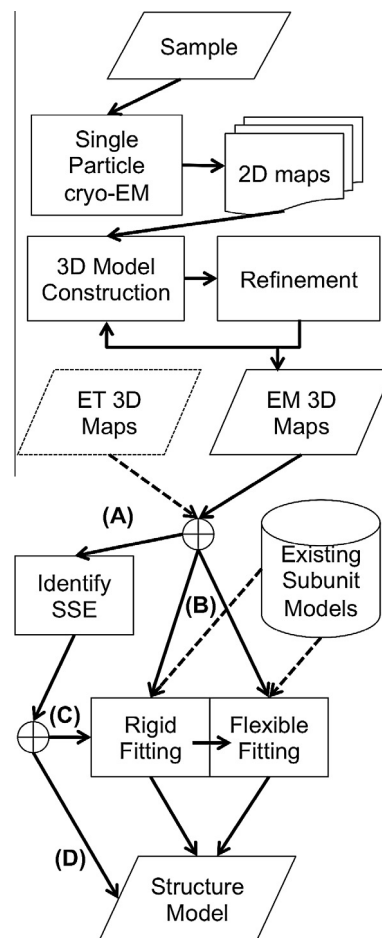 Sample
Single
Particle
cryo-EM
2D maps
3D Model
Construction
Refinement
ET 3D
Maps
EM 3D
Maps
(A)
Identify
SSE
(B)
Existing
Subunit
Models
(C)
Rigid
Fitting
Flexible
Fitting
(D)
Structure
Model